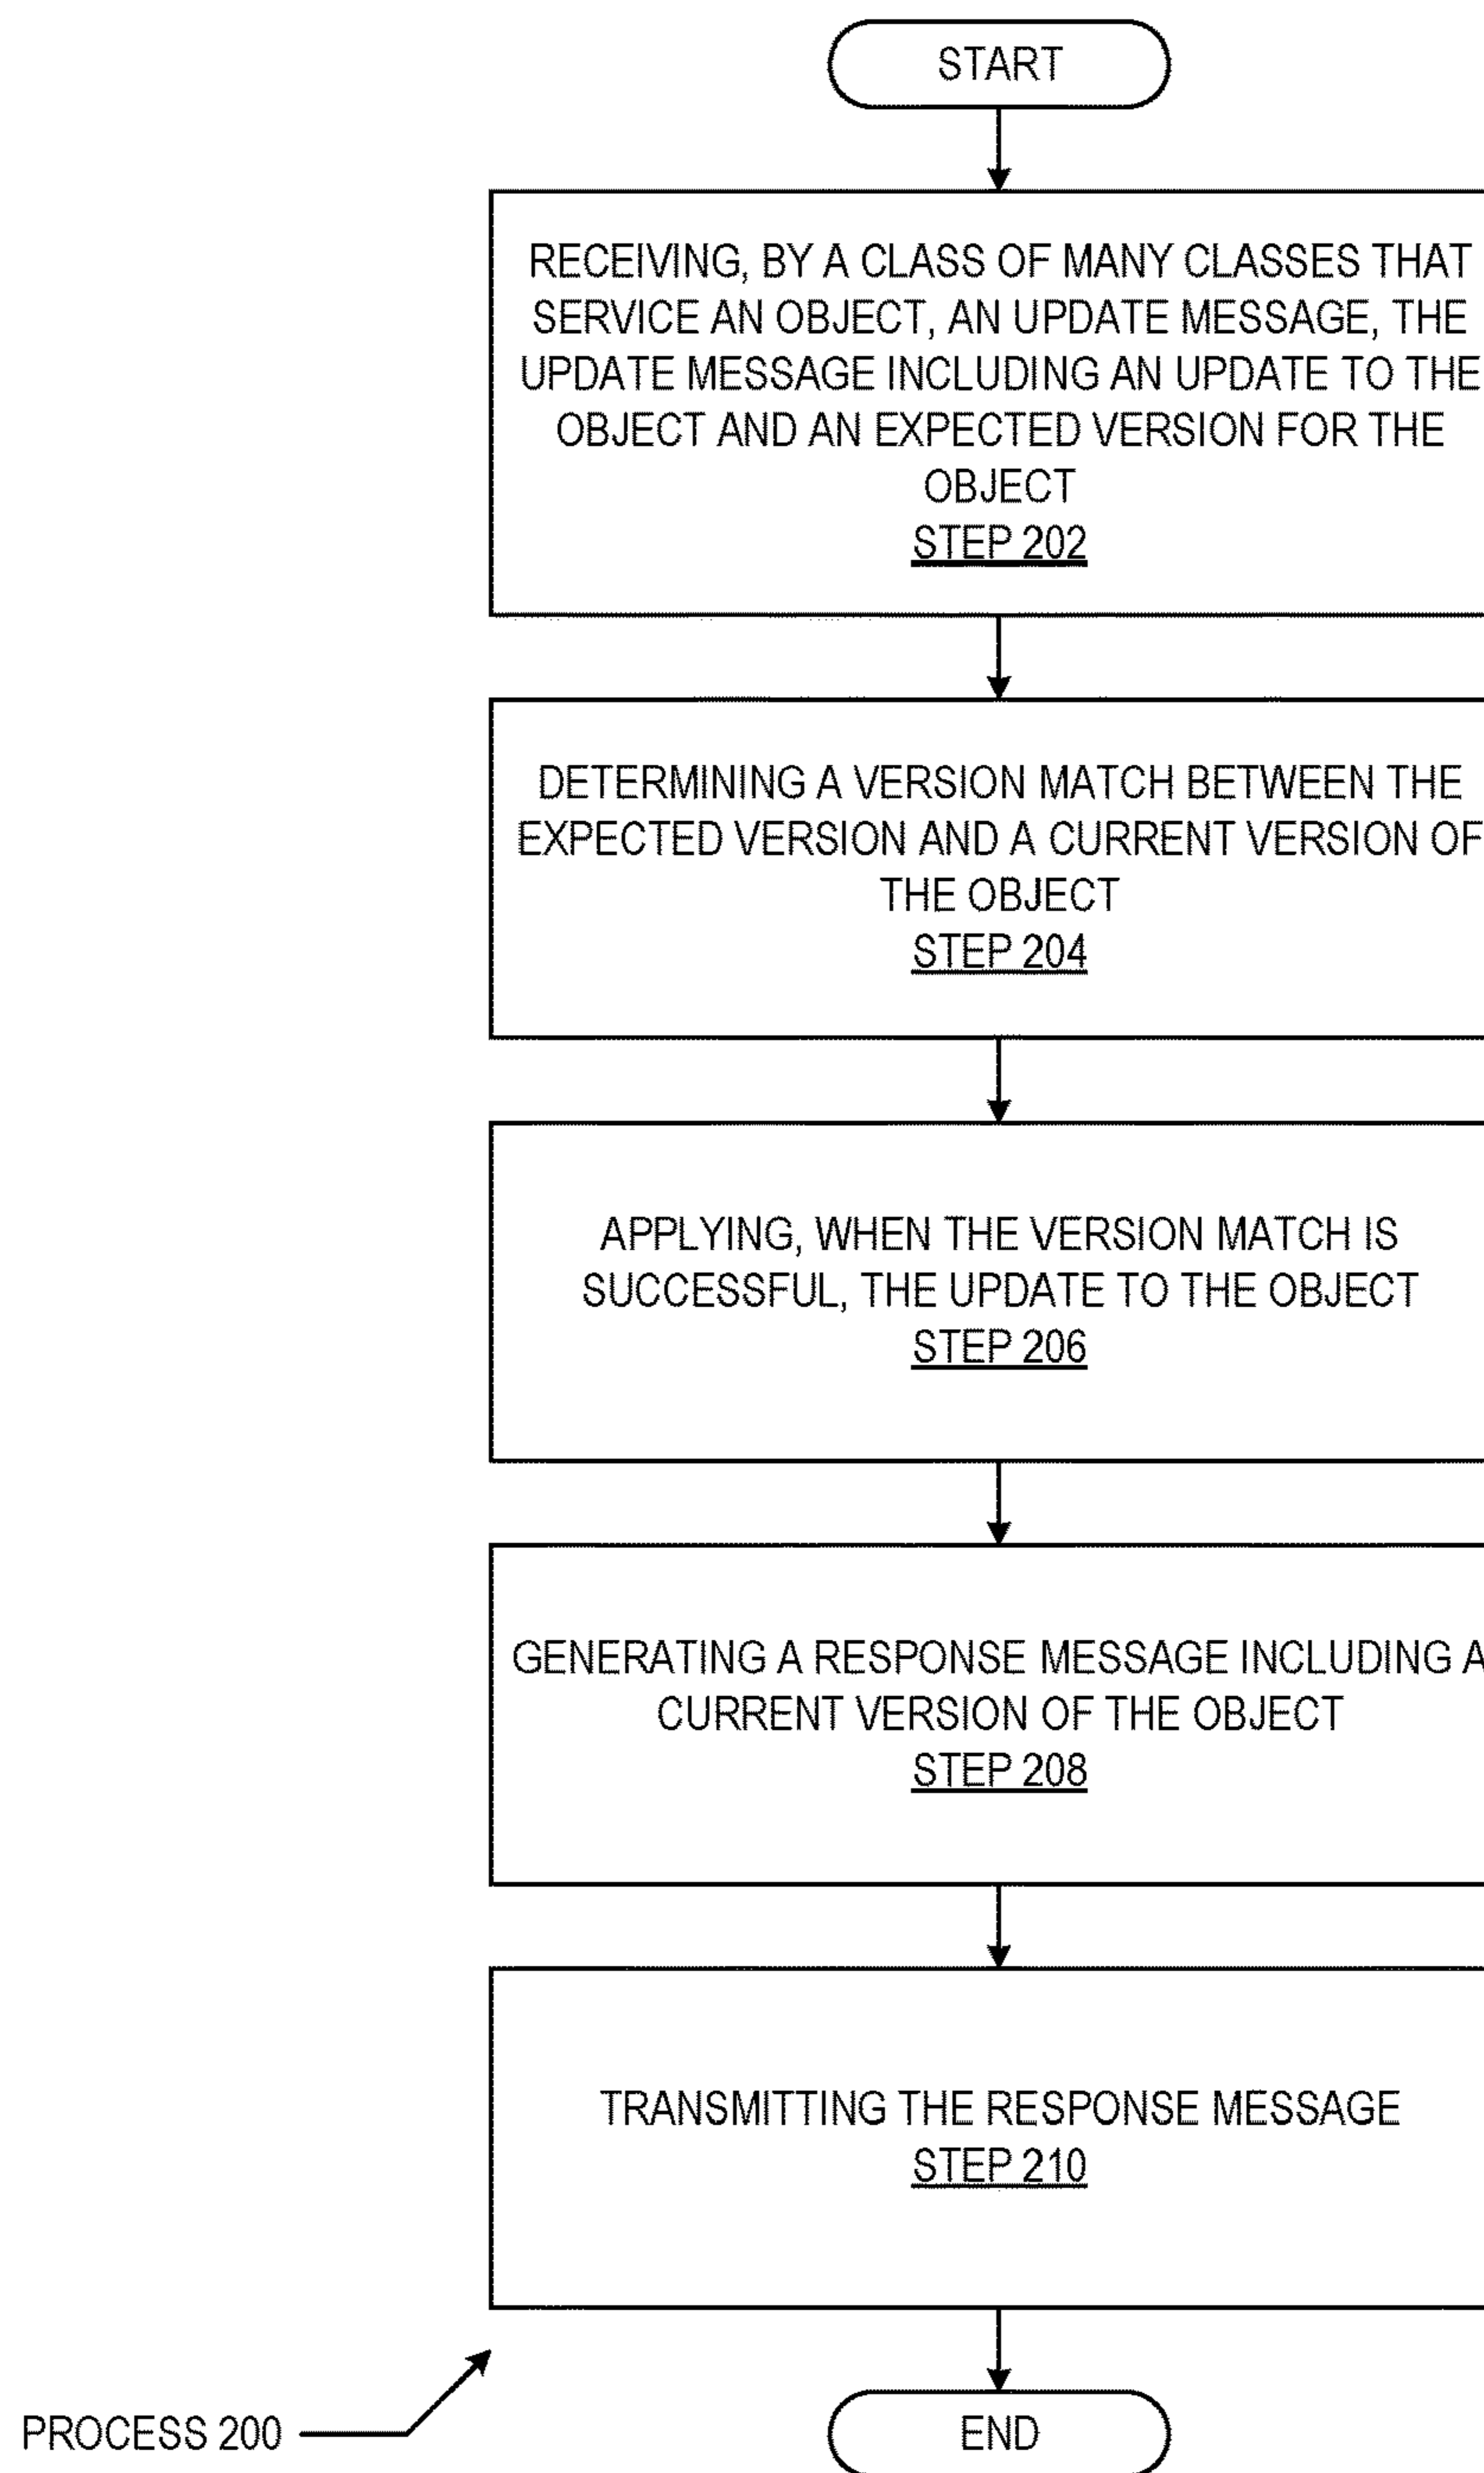 START
RECEIVING, BY A CLASS OF MANY CLASSES THAT
SERVICE AN OBJECT, AN UPDATE MESSAGE, THE
UPDATE MESSAGE INCLUDING AN UPDATE TO THE
OBJECT AND AN EXPECTED VERSION FOR THE
OBJECT
STEP 202
DETERMINING A VERSION MATCH BETWEEN THE
EXPECTED VERSION AND A CURRENT VERSION OF
THE OBJECT
STEP 204
APPLYING, WHEN THE VERSION MATCH IS
SUCCESSFUL, THE UPDATE TO THE OBJECT
STEP 206
GENERATING A RESPONSE MESSAGE INCLUDING A
CURRENT VERSION OF THE OBJECT
STEP 208
TRANSMITTING THE RESPONSE MESSAGE
STEP 210
PROCESS 200
END